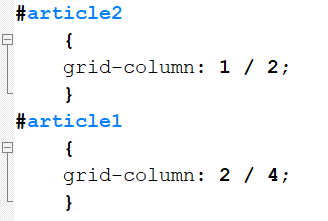 #article2
{
grid-column: 1 / 2;
}
#article1
{
grid-column: 2 / 4;
}